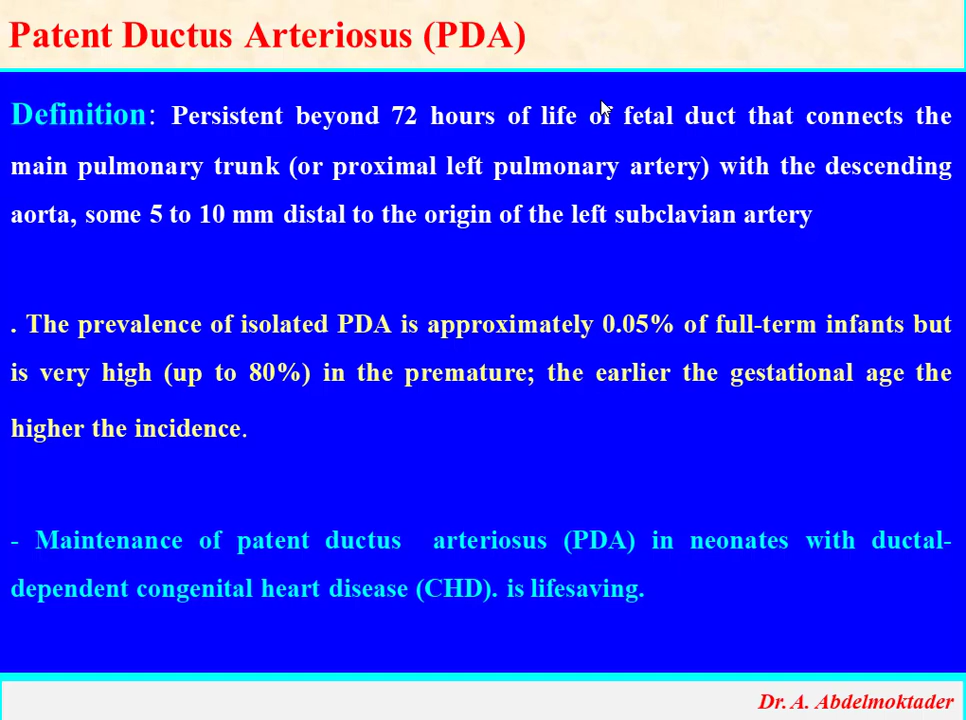 Patent Ductus Arteriosus (PDA)
Definition: Persistent beyond 72 hours of life of fetal duct that connects the
main pulmonary trunk (or proximal left pulmonary artery) with the descending
aorta, some 5 to 10 mm distal to the origin of the left subclavian artery
. The prevalence of isolated PDA is approximately 0.05% of full-term infants but
is very high (up to 80%) in the premature; the earlier the gestational age the
higher the incidence.
- Maintenance of patent ductus arteriosus (PDA) in neonates with ductal-
dependent congenital heart disease (CHD). is lifesaving.
Dr. A. Abdelmoktader